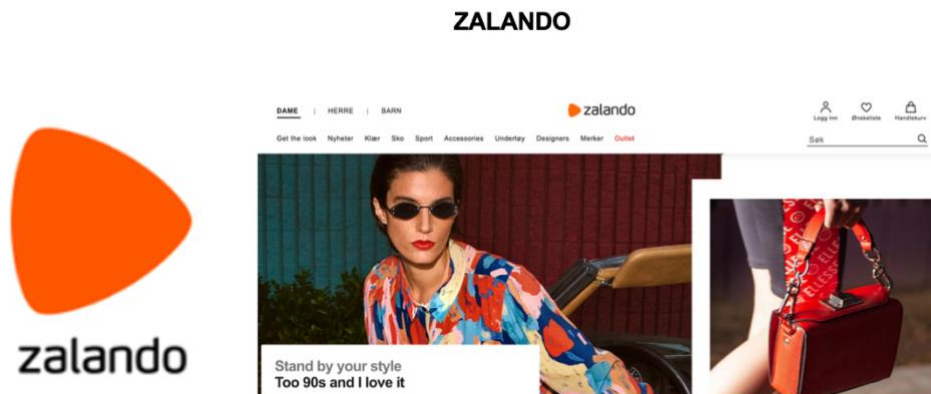 ZALANDO
zalando
DAME | HERRE | BARN
zalando
Logg inn
Ønskeliste
Handlekurv
Get the look Nyheter Klær Sko Sport Accessories Undertøy Designers Merker Outlet
Søk
Stand by your style
Too 90s and I love it
ELLESSE